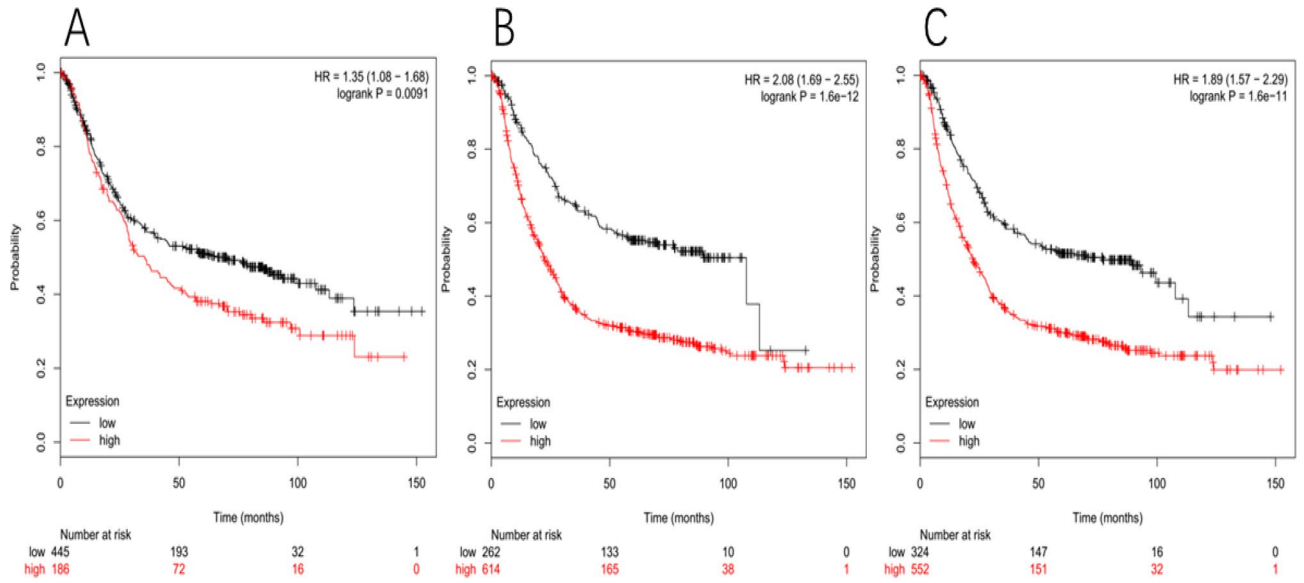 A
HR = 1.35 (1.08 − 1.68)
logrank P = 0.0091
Probability
1.0
0.8
0.6
0.4
0.2
0.0
Expression
low
high
0 50 100 150
Time (months)
Number at risk
low 445 193 32 1
high 186 72 16 0
B
HR = 2.08 (1.69 − 2.55)
logrank P = 1.6e−12
Probability
1.0
0.8
0.6
0.4
0.2
0.0
Expression
low
high
0 50 100 150
Time (months)
Number at risk
low 262 133 10 0
high 614 165 38 1
C
HR = 1.89 (1.57 − 2.29)
logrank P = 1.6e−11
Probability
1.0
0.8
0.6
0.4
0.2
0.0
Expression
low
high
0 50 100 150
Time (months)
Number at risk
low 324 147 16 0
high 552 151 32 1